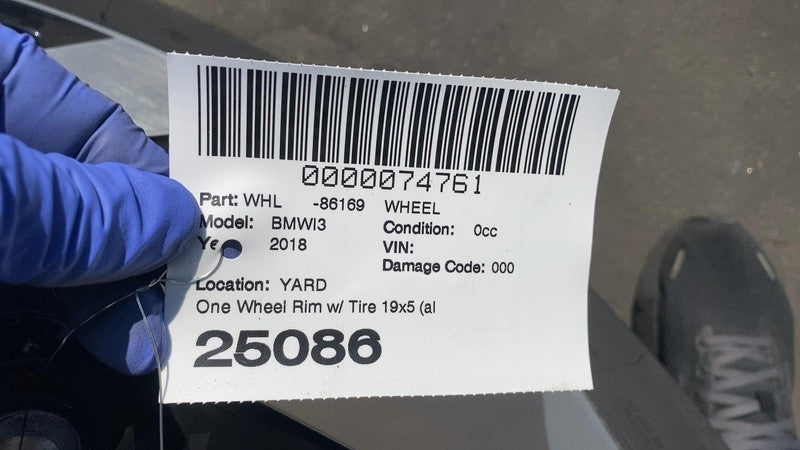 0000074761
Part: WHL -86169 WHEEL
Model: BMWI3 Condition: 0cc
2018 VIN:
Damage Code: 000
Location: YARD
One Wheel Rim w/ Tire 19x5 (al
25086